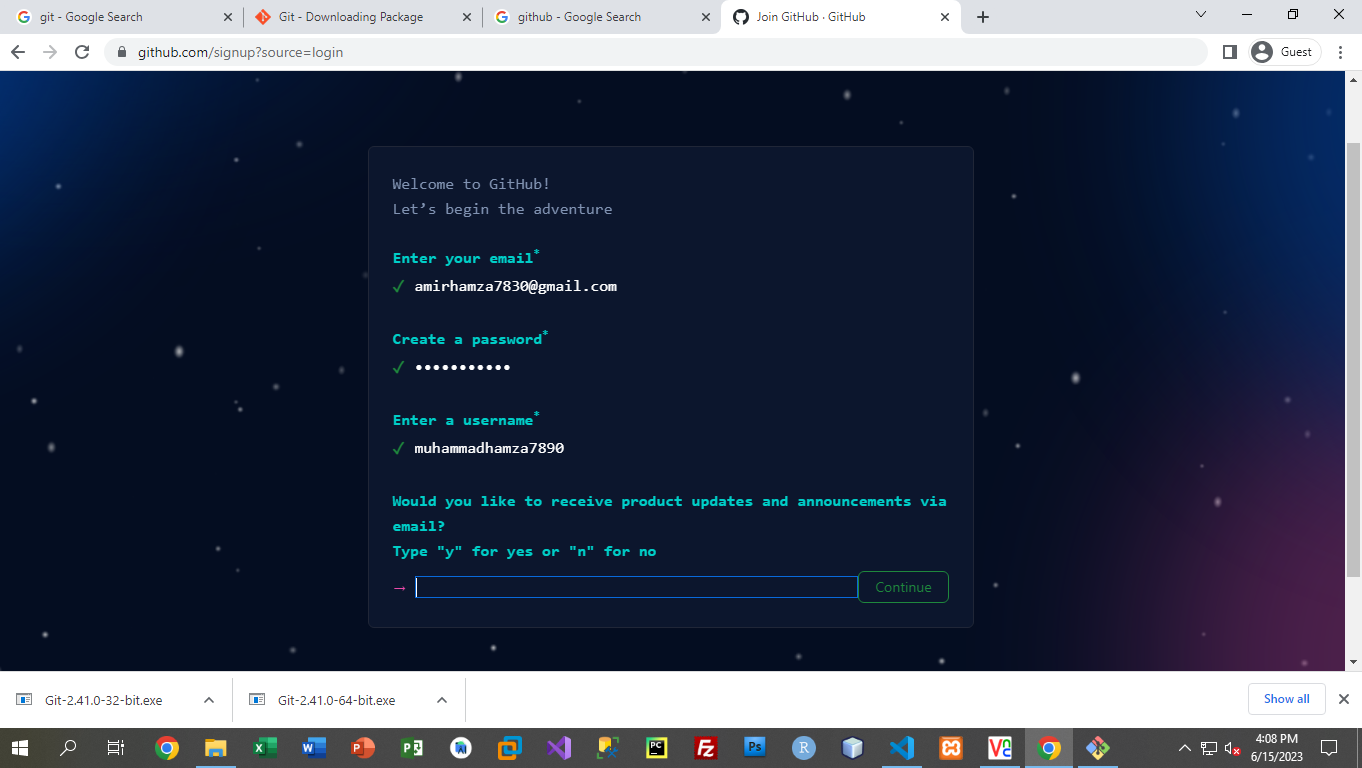 git - Google Search
Git - Downloading Package
github - Google Search
Join GitHub · GitHub
github.com/signup?source=login
Guest
Welcome to GitHub!
Let’s begin the adventure
Enter your email*
✓ amirhamza7830@gmail.com
Create a password*
✓ •••••••••••
Enter a username*
✓ muhammadhamza7890
Would you like to receive product updates and announcements via
email?
Type "y" for yes or "n" for no
→ Continue
Git-2.41.0-32-bit.exe
Git-2.41.0-64-bit.exe
Show all
4:08 PM
6/15/2023